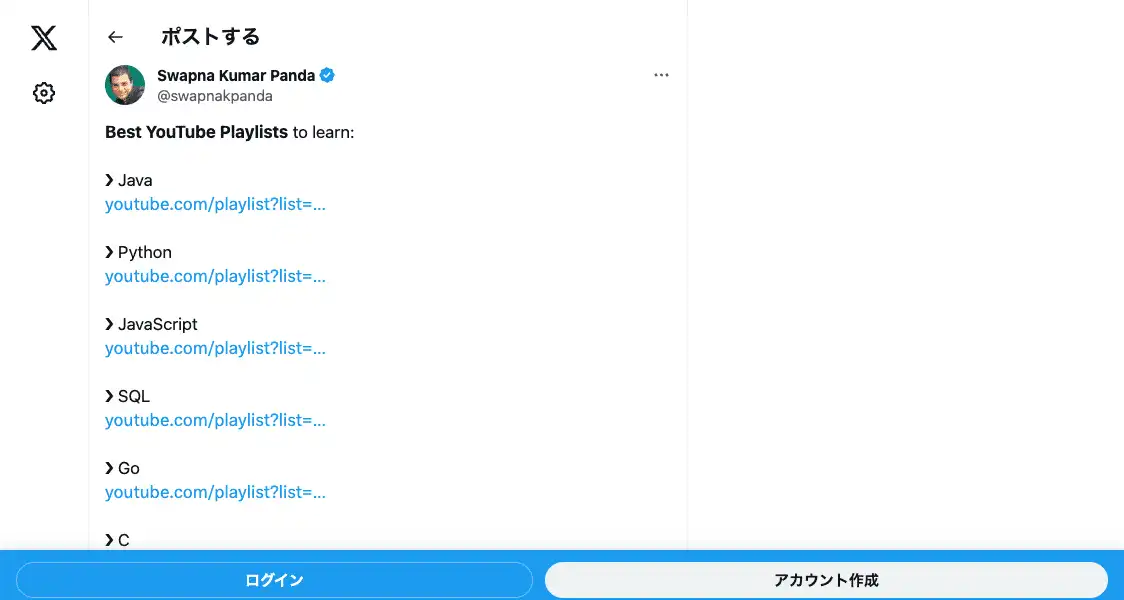 ポストする
Swapna Kumar Panda
@swapnakpanda
Best YouTube Playlists to learn:
❯ Java
youtube.com/playlist?list=…
❯ Python
youtube.com/playlist?list=…
❯ JavaScript
youtube.com/playlist?list=…
❯ SQL
youtube.com/playlist?list=…
❯ Go
youtube.com/playlist?list=…
❯ C
ログイン
アカウント作成